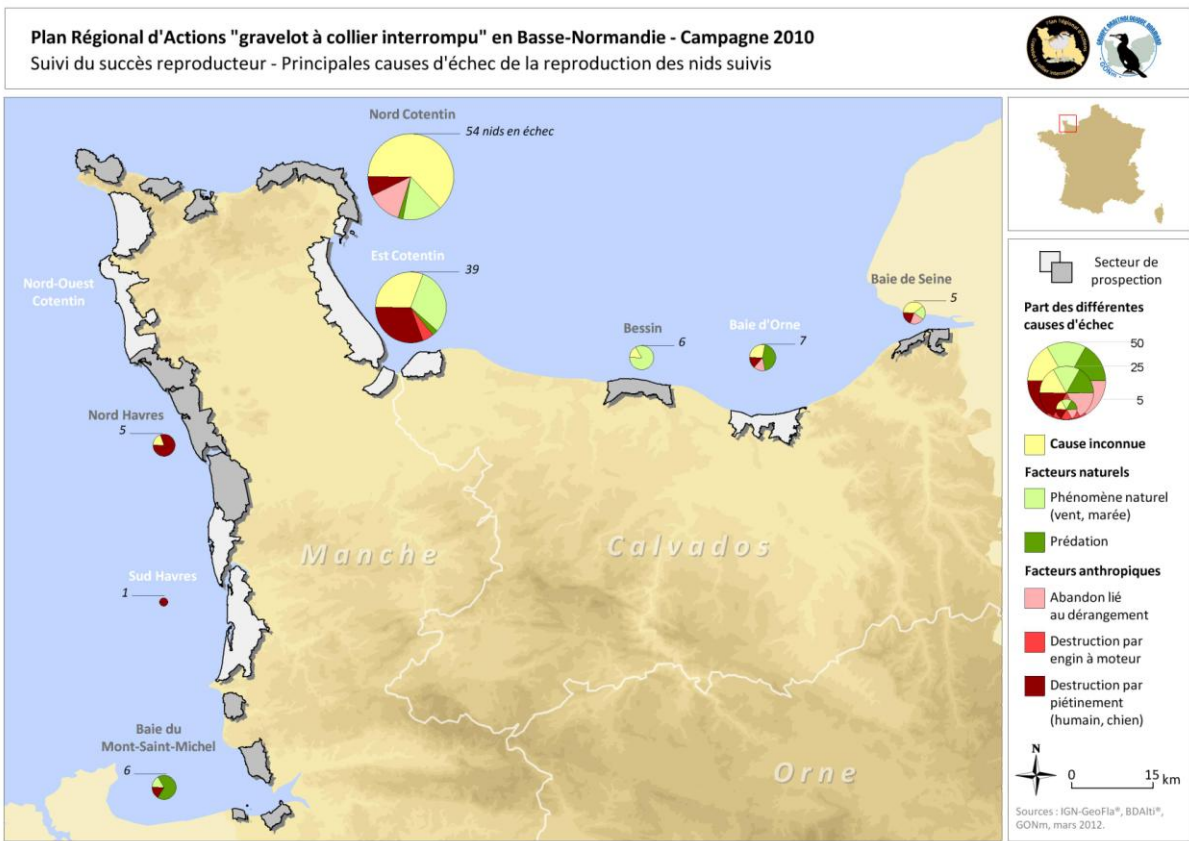 Plan Régional d'Actions "gravelot à collier interrompu" en Basse-Normandie - Campagne 2010
Suivi du succès reproducteur - Principales causes d'échec de la reproduction des nids suivis
Nord Cotentin
54 nids en échec
Est Cotentin
39
Nord-Ouest
Cotentin
Baie de Seine
5
Bessin
6
Baie d'Orne
7
Nord Havres
5
Manche
Calvados
Sud Havres
1
Baie du
Mont-Saint-Michel
6
Orne
Secteur de
prospection
Part des différentes
causes d'échec
50
25
5
Cause inconnue
Facteurs naturels
Phénomène naturel
(vent, marée)
Prédation
Facteurs anthropiques
Abandon lié
au dérangement
Destruction par
engin à moteur
Destruction par
piétinement
(humain, chien)
N
0 15 km
Sources : IGN-GeoFla®, BDAlti®,
GONm, mars 2012.